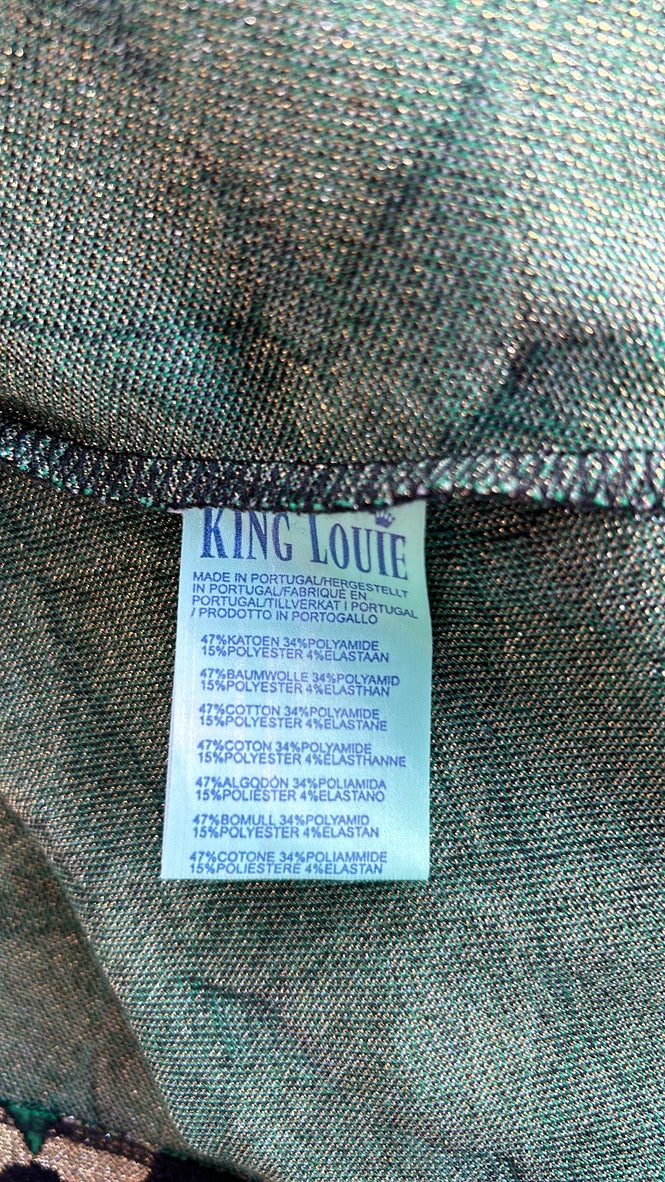 KING LOUIE
MADE IN PORTUGAL/HERGESTELLT
IN PORTUGAL/FABRIQUÉ EN
PORTUGAL/TILLVERKAT I PORTUGAL
/ PRODOTTO IN PORTOGALLO
47%KATOEN 34%POLYAMIDE
15%POLYESTER 4%ELASTAAN
47%BAUMWOLLE 34%POLYAMID
15%POLYESTER 4%ELASTHAN
47%COTTON 34%POLYAMIDE
15%POLYESTER 4%ELASTANE
47%COTON 34%POLYAMIDE
15%POLYESTER 4%ELASTHANNE
47%ALGODÓN 34%POLIAMIDA
15%POLIESTER 4%ELASTANO
47%BOMULL 34%POLYAMID
15%POLYESTER 4%ELASTAN
47%COTONE 34%POLIAMMIDE
15%POLIESTERE 4%ELASTAN